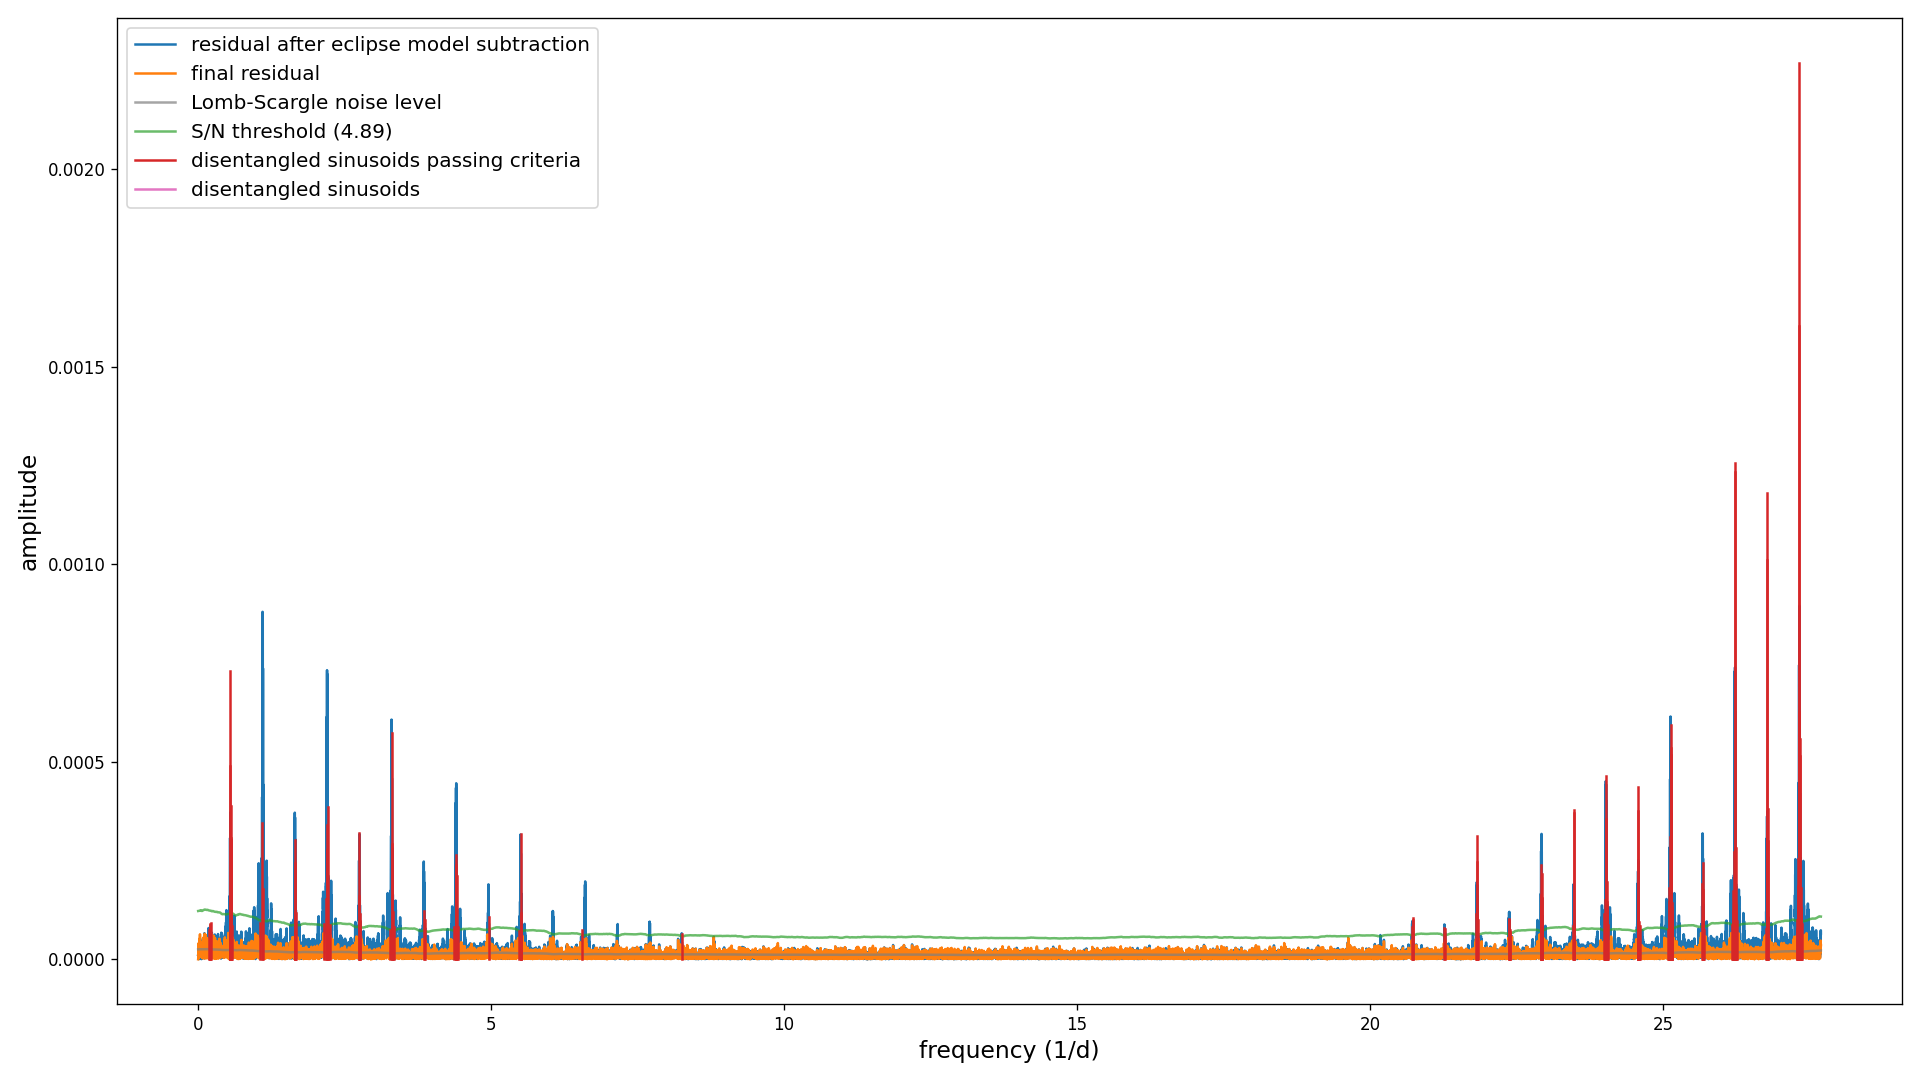 residual after eclipse model subtraction
final residual
Lomb-Scargle noise level
S/N threshold (4.89)
disentangled sinusoids passing criteria
disentangled sinusoids
amplitude
0.0020
0.0015
0.0010
0.0005
0.0000
0 5 10 15 20 25
frequency (1/d)